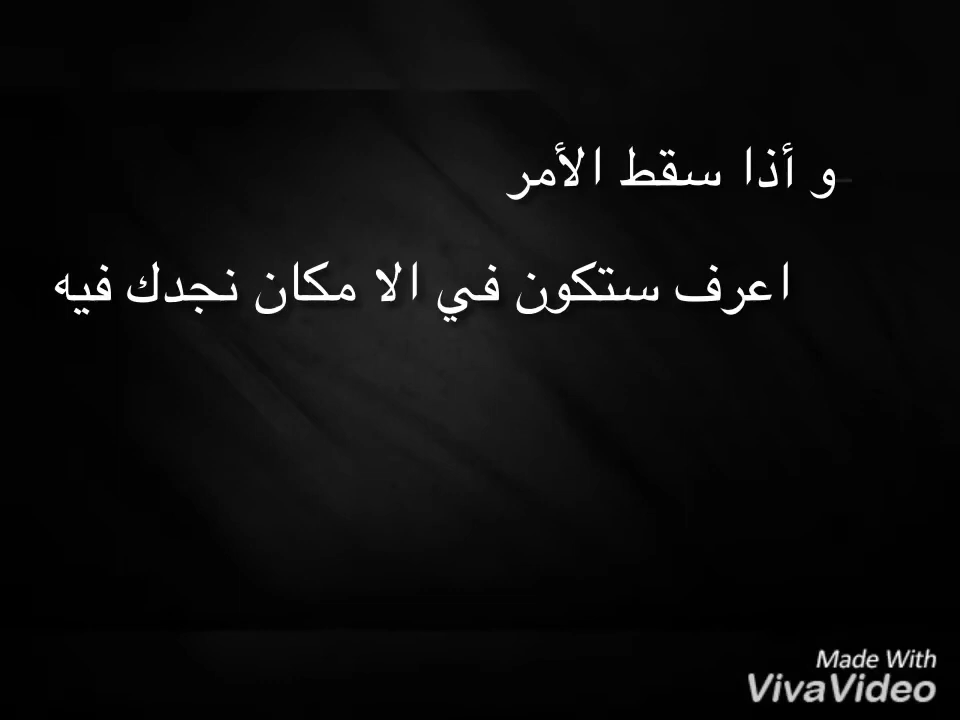 و أذا سقط الأمر
اعرف ستكون في الا مكان نجدك فيه
Made With
VivaVideo